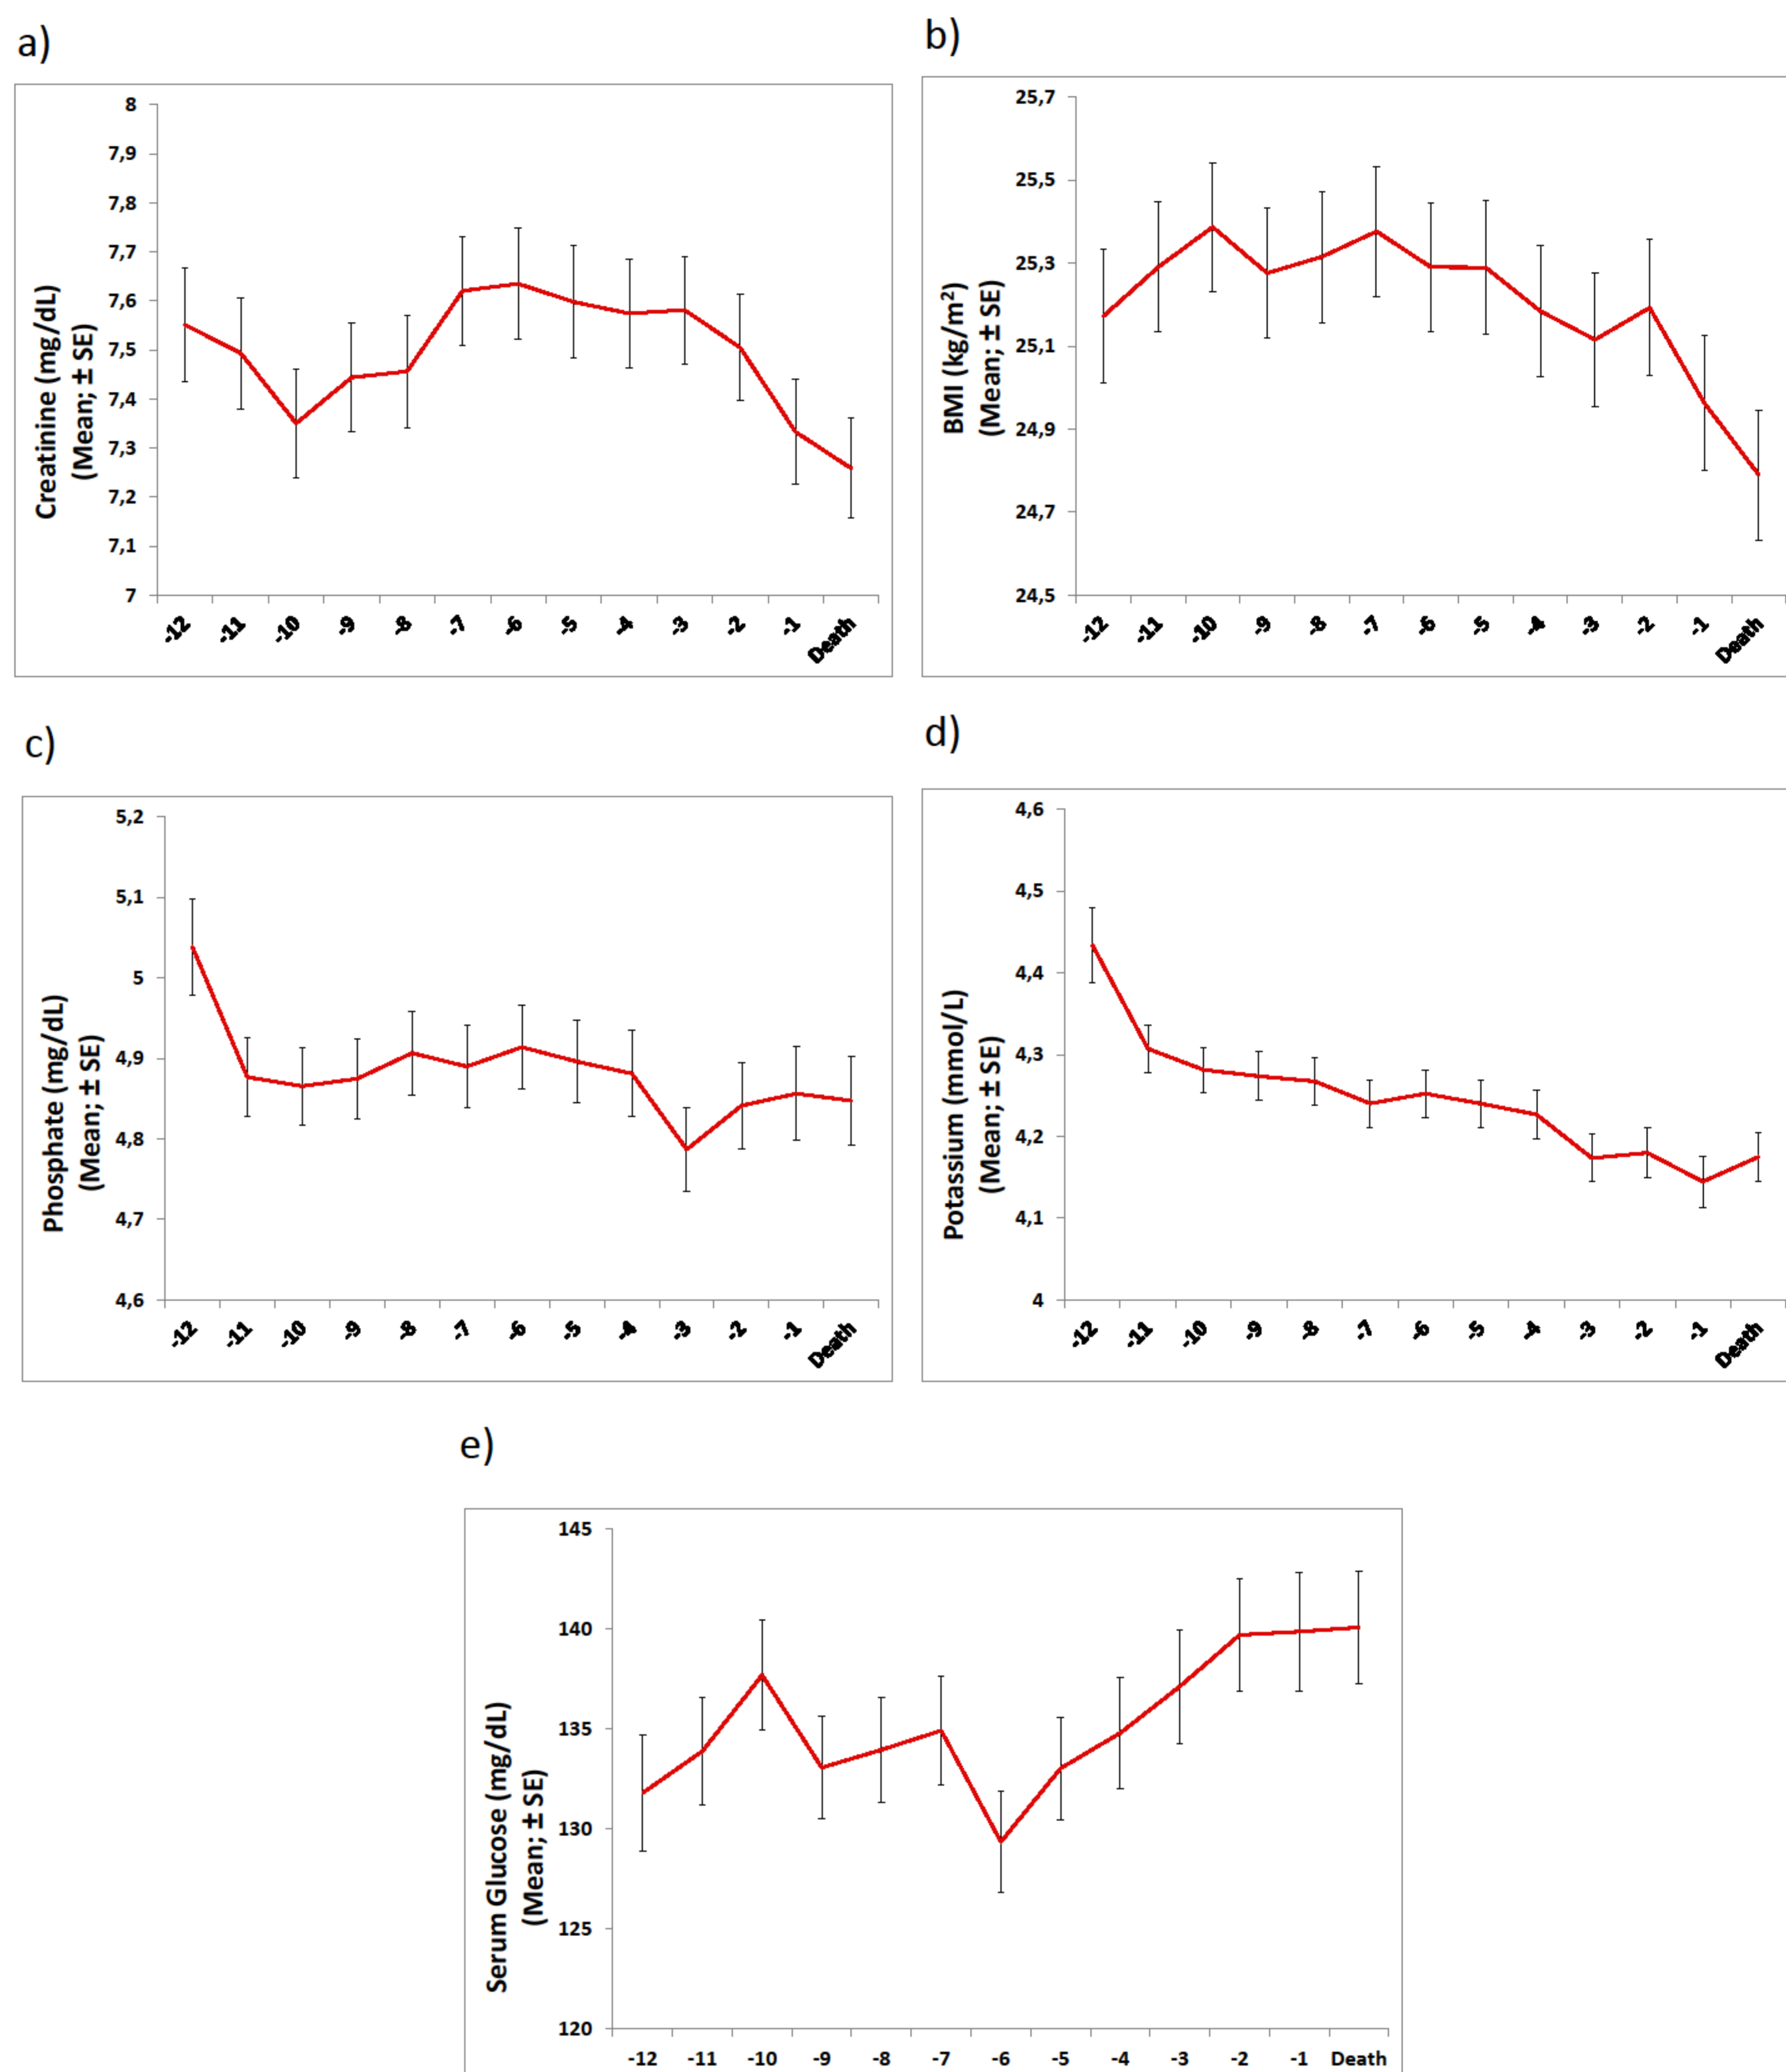 a)
8
7,9
7,8
7,7
7,6
7,5
7,4
7,3
7,2
7,1
7
Creatinine (mg/dL)
(Mean; ± SE)
-12 -11 -10 -9 -8 -7 -6 -5 -4 -3 -2 -1 Death
b)
25,7
25,5
25,3
25,1
24,9
24,7
24,5
BMI (kg/m²)
(Mean; ± SE)
-12 -11 -10 -9 -8 -7 -6 -5 -4 -3 -2 -1 Death
c)
5,2
5,1
5
4,9
4,8
4,7
4,6
Phosphate (mg/dL)
(Mean; ± SE)
-12 -11 -10 -9 -8 -7 -6 -5 -4 -3 -2 -1 Death
d)
4,6
4,5
4,4
4,3
4,2
4,1
4
Potassium (mmol/L)
(Mean; ± SE)
-12 -11 -10 -9 -8 -7 -6 -5 -4 -3 -2 -1 Death
e)
145
140
135
130
125
120
Serum Glucose (mg/dL)
(Mean; ± SE)
-12 -11 -10 -9 -8 -7 -6 -5 -4 -3 -2 -1 Death